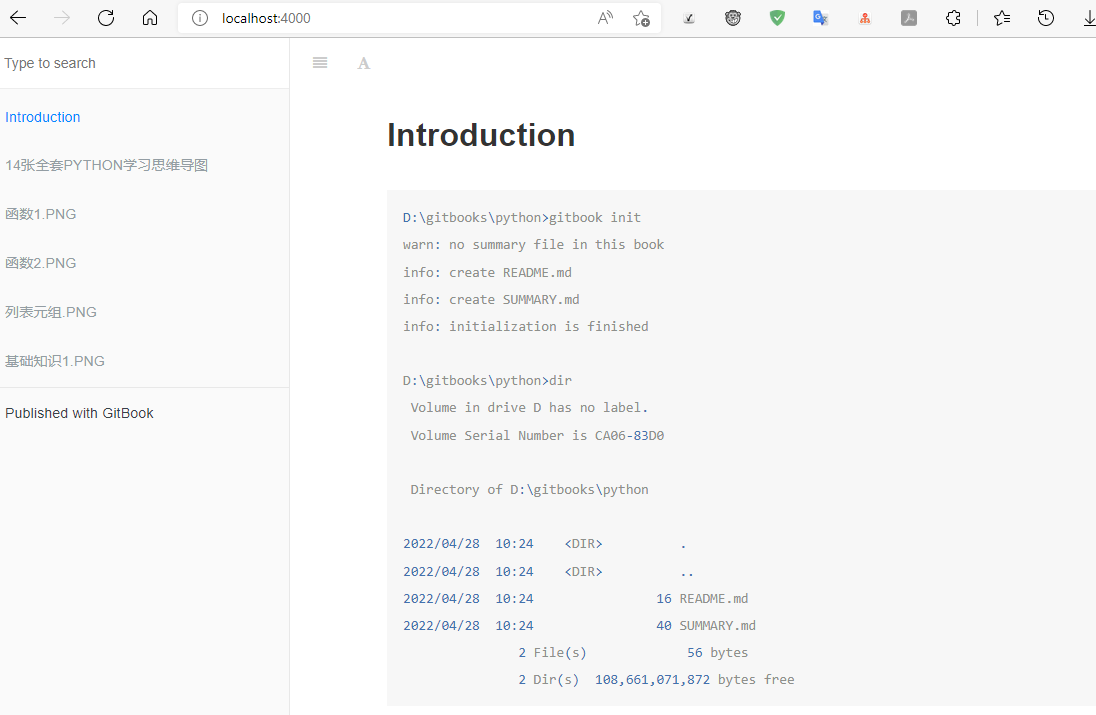 localhost:4000
Type to search
A
Introduction
14张全套PYTHON学习思维导图
函数1.PNG
函数2.PNG
列表元组.PNG
基础知识1.PNG
Published with GitBook
Introduction
D:\gitbooks\python>gitbook init
warn: no summary file in this book
info: create README.md
info: create SUMMARY.md
info: initialization is finished
D:\gitbooks\python>dir
Volume in drive D has no label.
Volume Serial Number is CA06-83D0
Directory of D:\gitbooks\python
2022/04/28  10:24    <DIR>          .
2022/04/28  10:24    <DIR>          ..
2022/04/28  10:24                16 README.md
2022/04/28  10:24                40 SUMMARY.md
2 File(s)             56 bytes
2 Dir(s)  108,661,071,872 bytes free